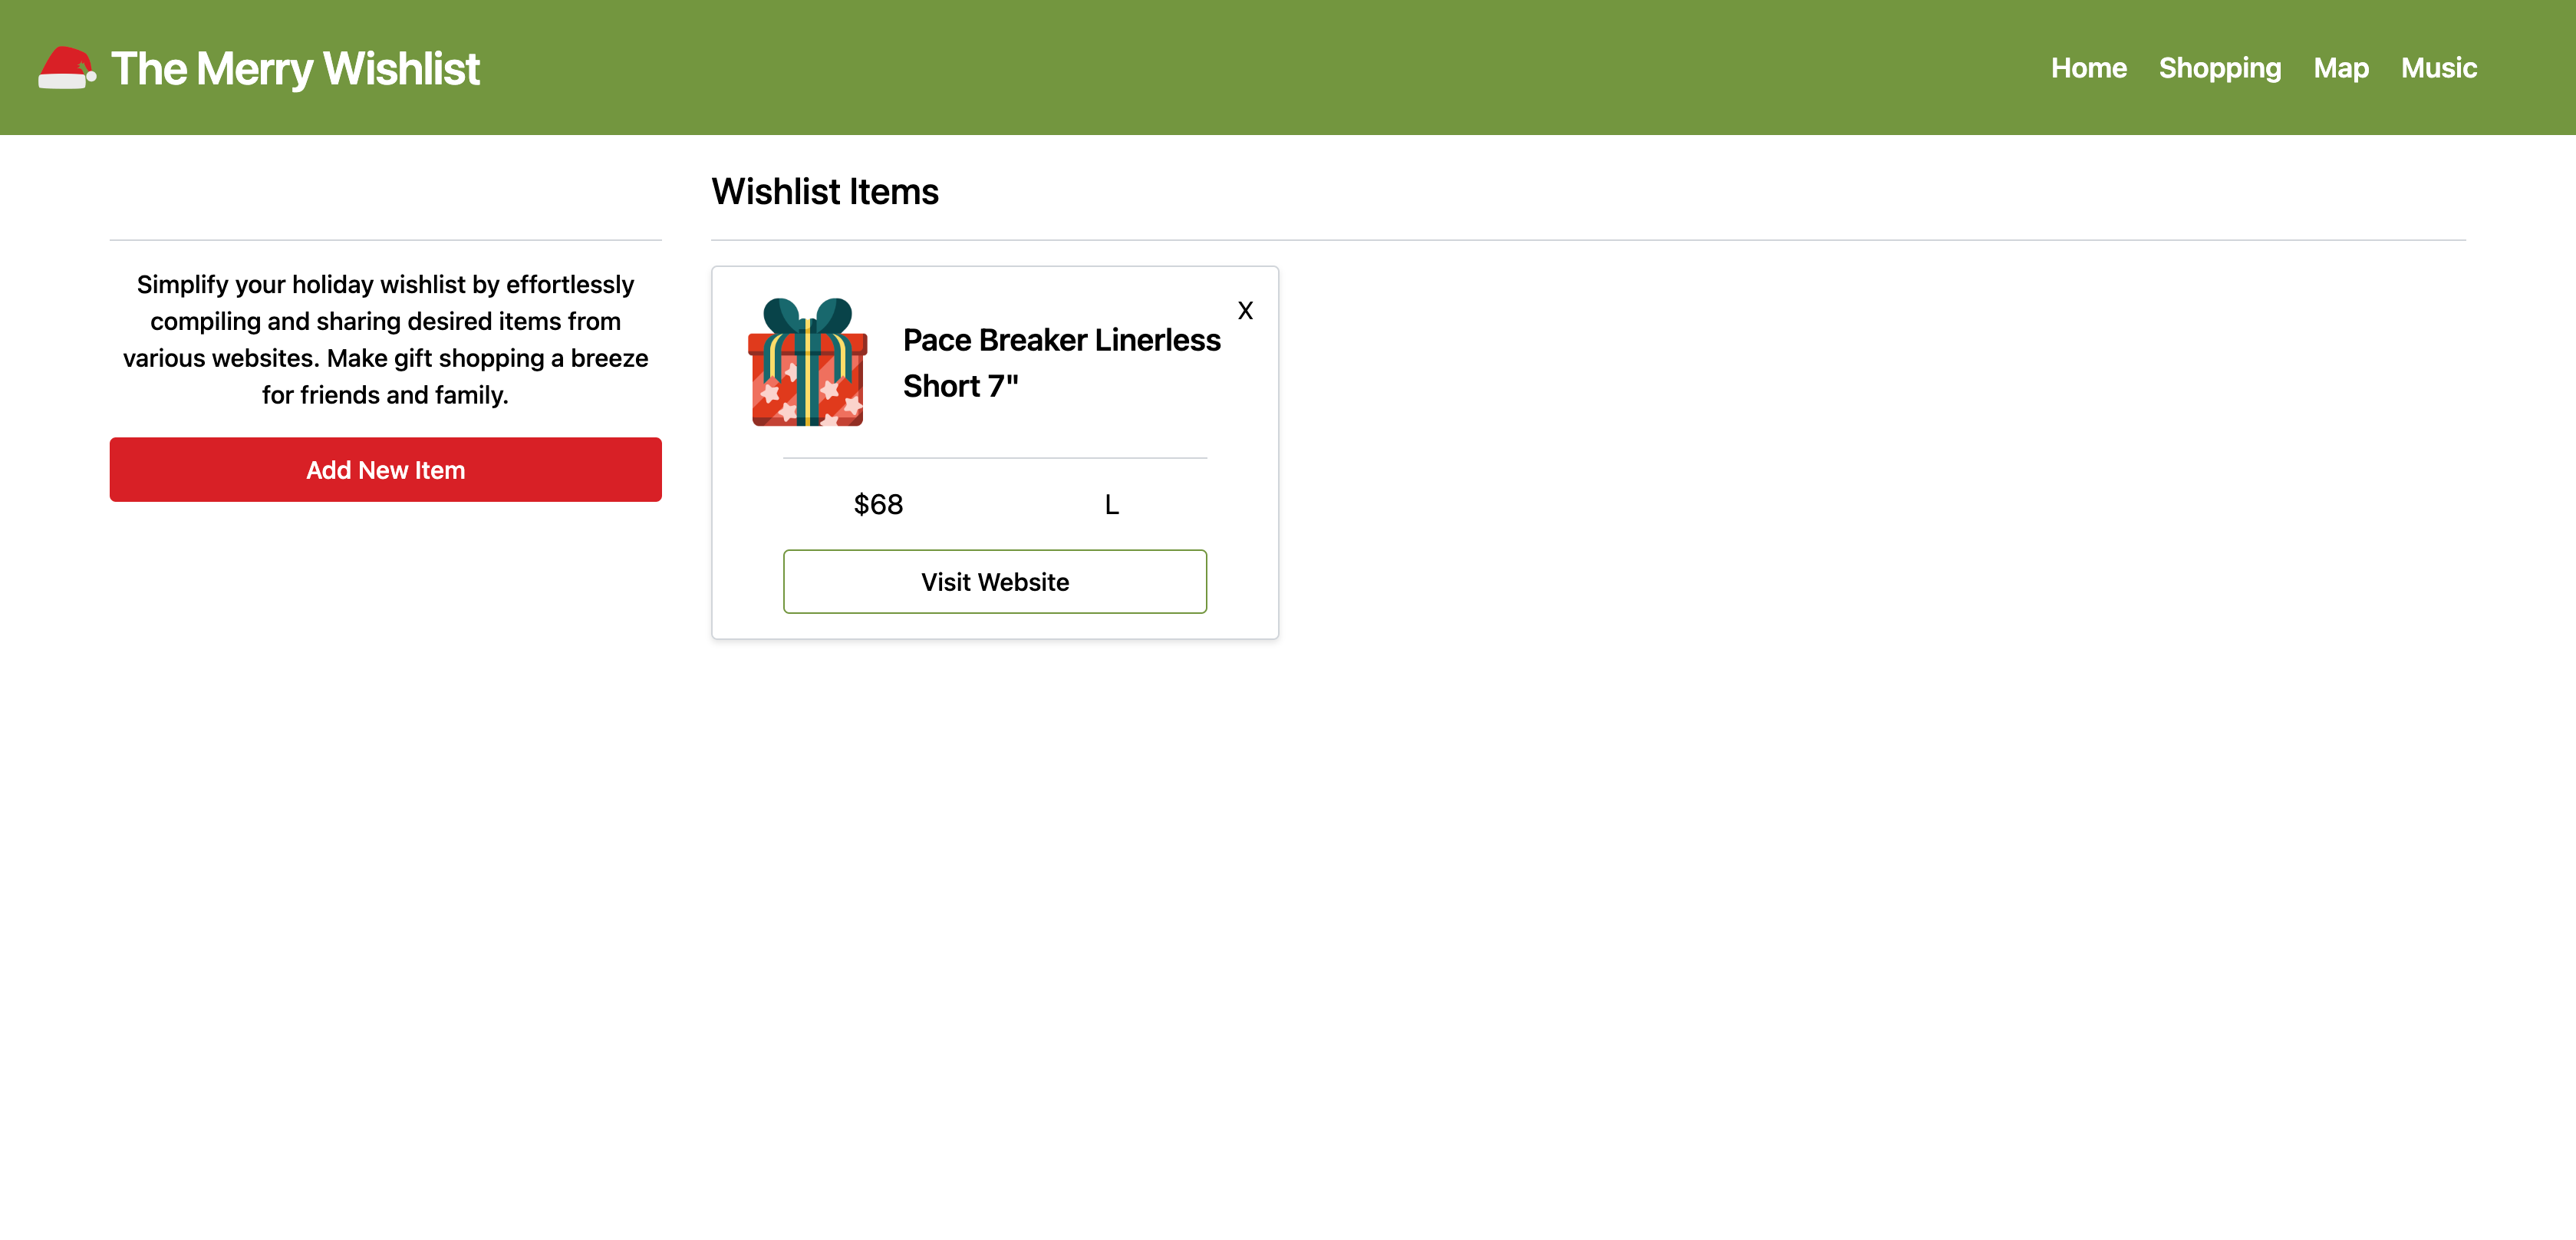 The Merry Wishlist
Home Shopping Map Music
Wishlist Items
Simplify your holiday wishlist by effortlessly
compiling and sharing desired items from
various websites. Make gift shopping a breeze
for friends and family.
Add New Item
X
Pace Breaker Linerless
Short 7"
$68 L
Visit Website